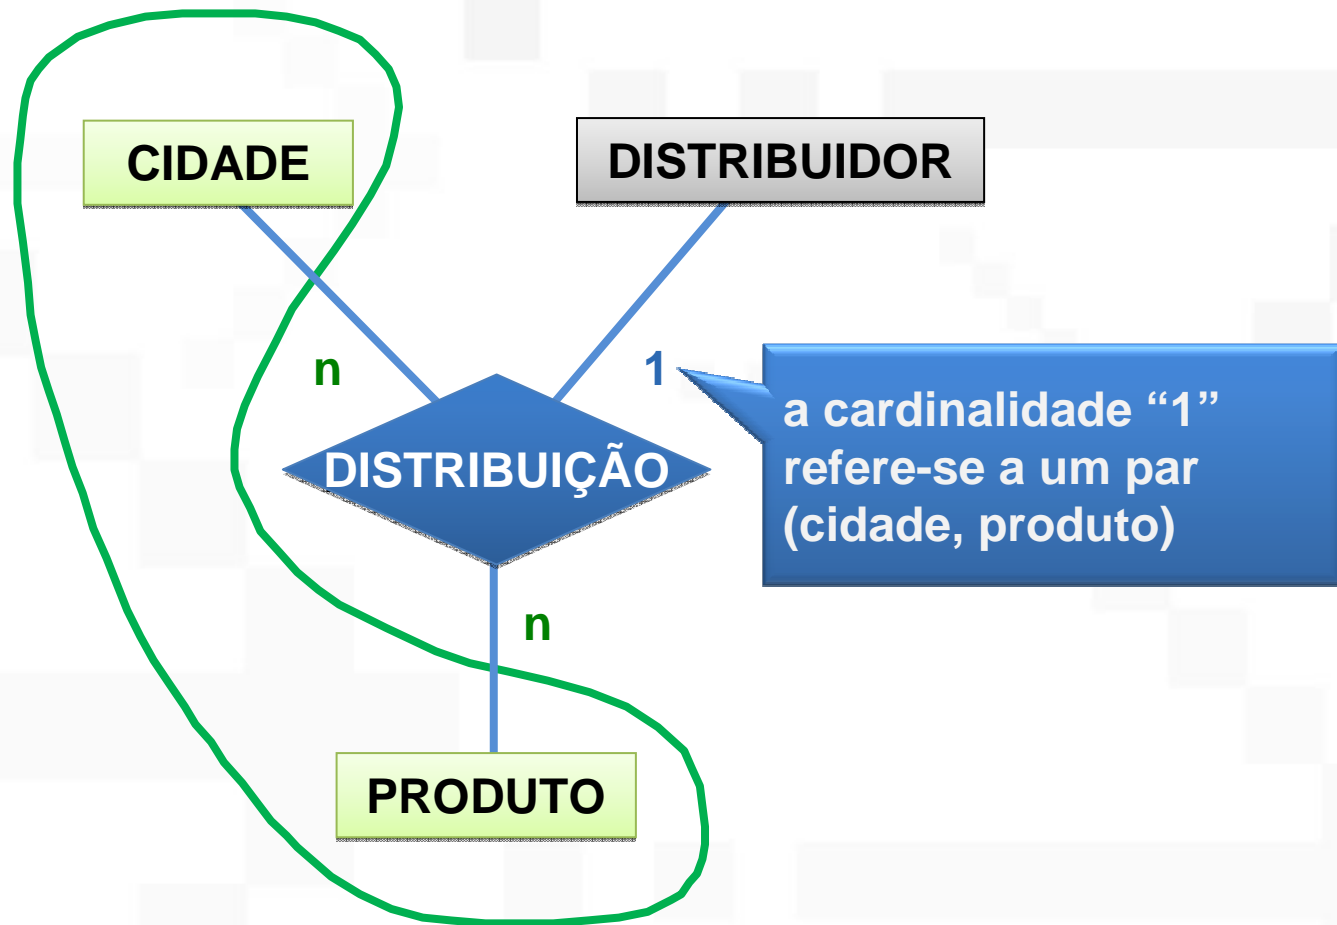 CIDADE
DISTRIBUIDOR
n
1
a cardinalidade “1”
refere-se a um par
(cidade, produto)
DISTRIBUIÇÃO
n
PRODUTO